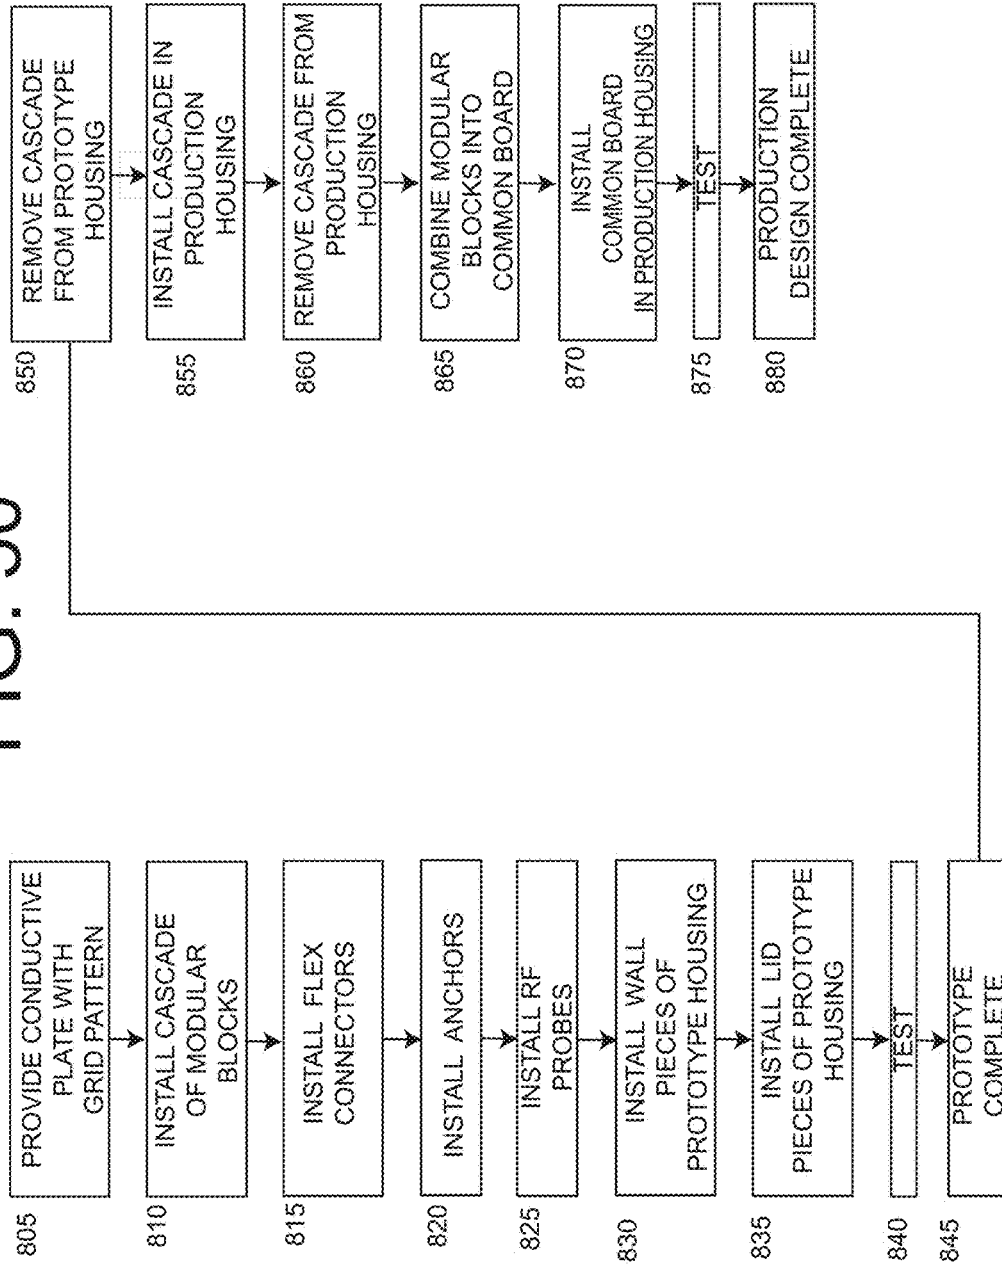 805
PROVIDE CONDUCTIVE
PLATE WITH
GRID PATTERN
810
INSTALL CASCADE
OF MODULAR
BLOCKS
815
INSTALL FLEX
CONNECTORS
820
INSTALL ANCHORS
825
INSTALL RF
PROBES
830
INSTALL WALL
PIECES OF
PROTOTYPE HOUSING
835
INSTALL LID
PIECES OF PROTOTYPE
HOUSING
840
TEST
845
PROTOTYPE
COMPLETE
850
REMOVE CASCADE
FROM PROTOTYPE
HOUSING
855
INSTALL CASCADE IN
PRODUCTION
HOUSING
860
REMOVE CASCADE FROM
PRODUCTION
HOUSING
865
COMBINE MODULAR
BLOCKS INTO
COMMON BOARD
870
INSTALL
COMMON BOARD
IN PRODUCTION HOUSING
875
TEST
880
PRODUCTION
DESIGN COMPLETE